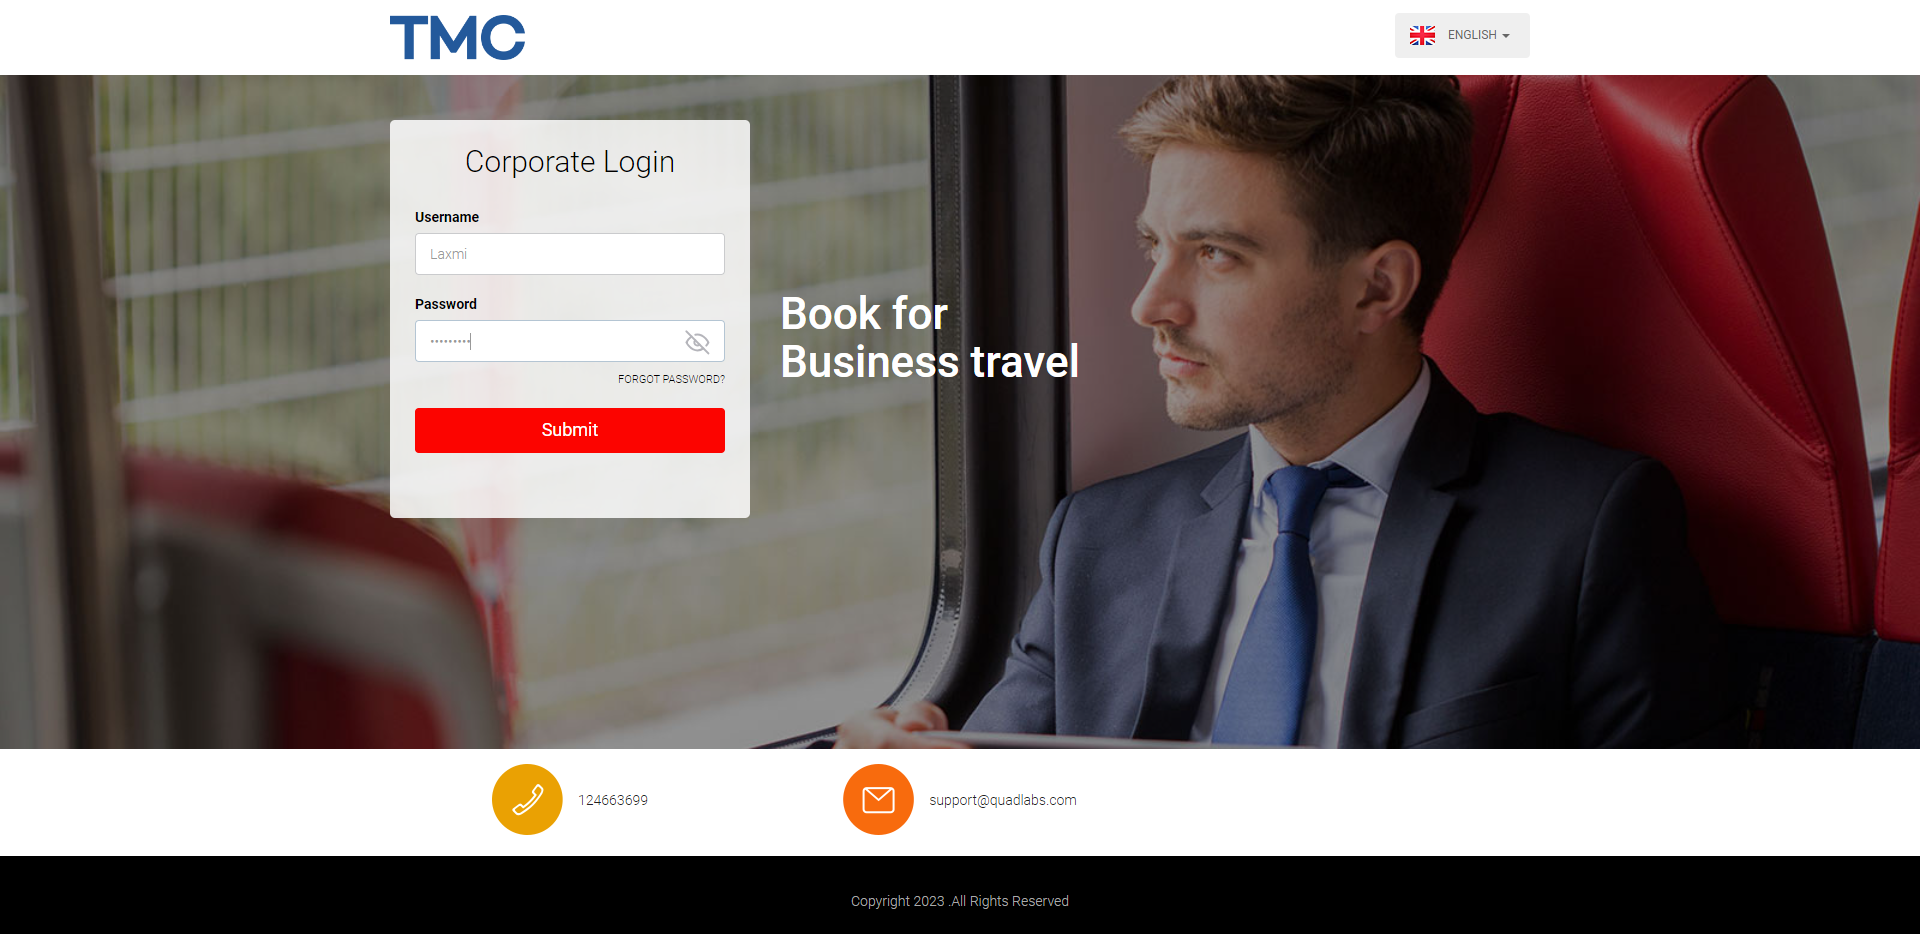 TMC
ENGLISH
Corporate Login
Username
Laxmi
Password
•••••••••
FORGOT PASSWORD?
Submit
Book for
Business travel
124663699
support@quadlabs.com
Copyright 2023 .All Rights Reserved